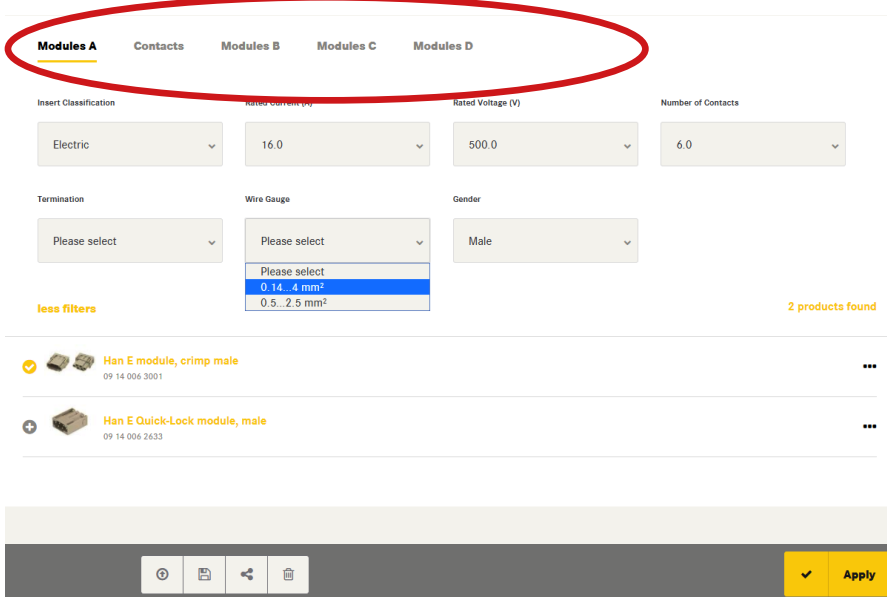 Modules A Contacts Modules B Modules C Modules D
Insert Classification Rated Current (A) Rated Voltage (V) Number of Contacts
Electric 16.0 500.0 6.0
Termination Wire Gauge Gender
Please select Please select Male
Please select
0.14...4 mm²
0.5...2.5 mm²
less filters 2 products found
Han E module, crimp male
09 14 006 3001
Han E Quick-Lock module, male
09 14 006 2633
Apply